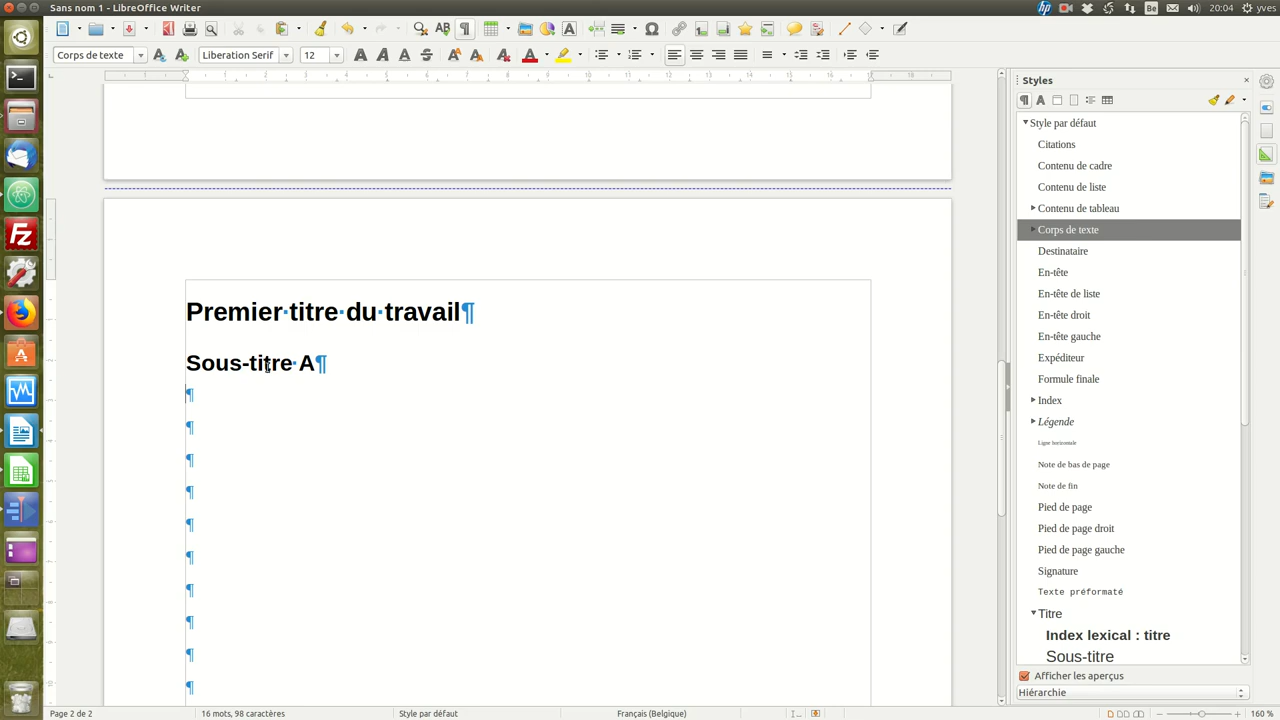 Sans nom 1 - LibreOffice Writer
Be
20:04
yves
Corps de texte
Liberation Serif
12
Styles
Style par défaut
Citations
Contenu de cadre
Contenu de liste
Contenu de tableau
Corps de texte
Destinataire
En-tête
En-tête de liste
En-tête droit
En-tête gauche
Expéditeur
Formule finale
Index
Légende
Ligne horizontale
Note de bas de page
Note de fin
Pied de page
Pied de page droit
Pied de page gauche
Signature
Texte préformaté
Titre
Index lexical : titre
Sous-titre
Afficher les aperçus
Hiérarchie
Premier·titre·du·travail¶
Sous-titre·A¶
¶
¶
¶
¶
¶
¶
¶
¶
¶
¶
Page 2 de 2
16 mots, 98 caractères
Style par défaut
Français (Belgique)
160 %